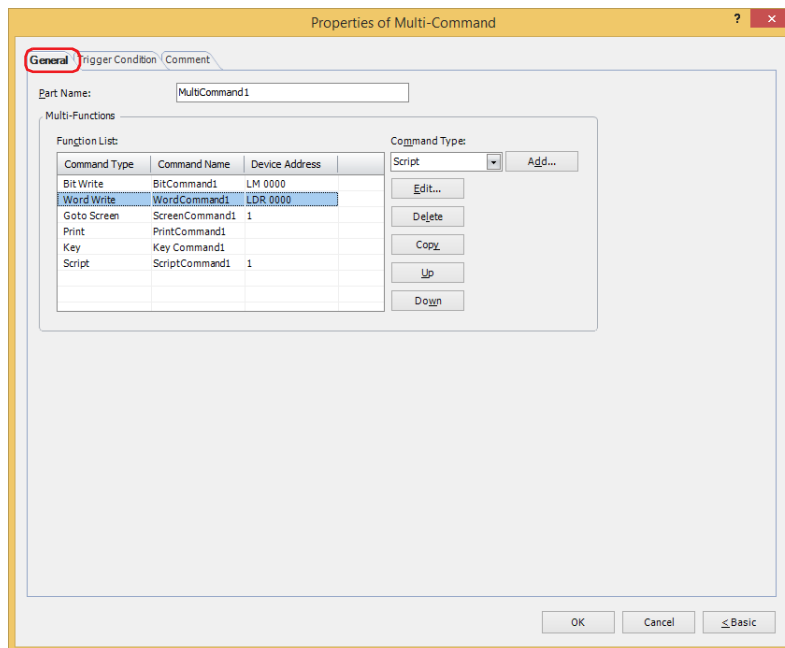 Properties of Multi-Command
? ×
General Trigger Condition Comment
Part Name: MultiCommand1
Multi-Functions
Function List: Command Type:
Command Type Command Name Device Address Script Add...
Bit Write BitCommand1 LM 0000
Word Write WordCommand1 LDR 0000
Goto Screen ScreenCommand1 1
Print PrintCommand1
Key Key Command1
Script ScriptCommand1 1
Edit...
Delete
Copy
Up
Down
OK Cancel < Basic